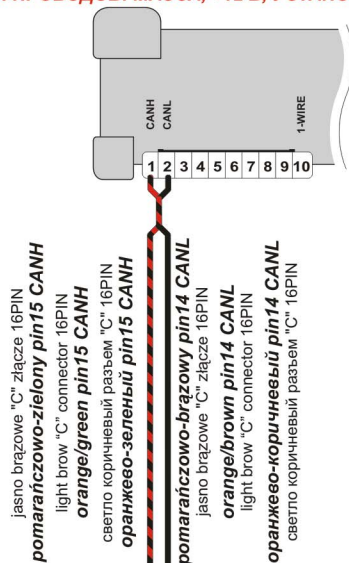 CANH
CANL
1-WIRE
1 2 3 4 5 6 7 8 9 10
jasno brązowe "C" złącze 16PIN
pomarańczowo-zielony pin15 CANH
light brow “C” connector 16PIN
orange/green pin15 CANH
светло коричневый разъем "C" 16PIN
оранжево-зеленый pin15 CANH
pomarańczowo-brązowy pin14 CANL
jasno brązowe "C" złącze 16PIN
orange/brown pin14 CANL
light brow “C” connector 16PIN
оранжево-коричневый pin14 CANL
светло коричневый разъем "C" 16PIN